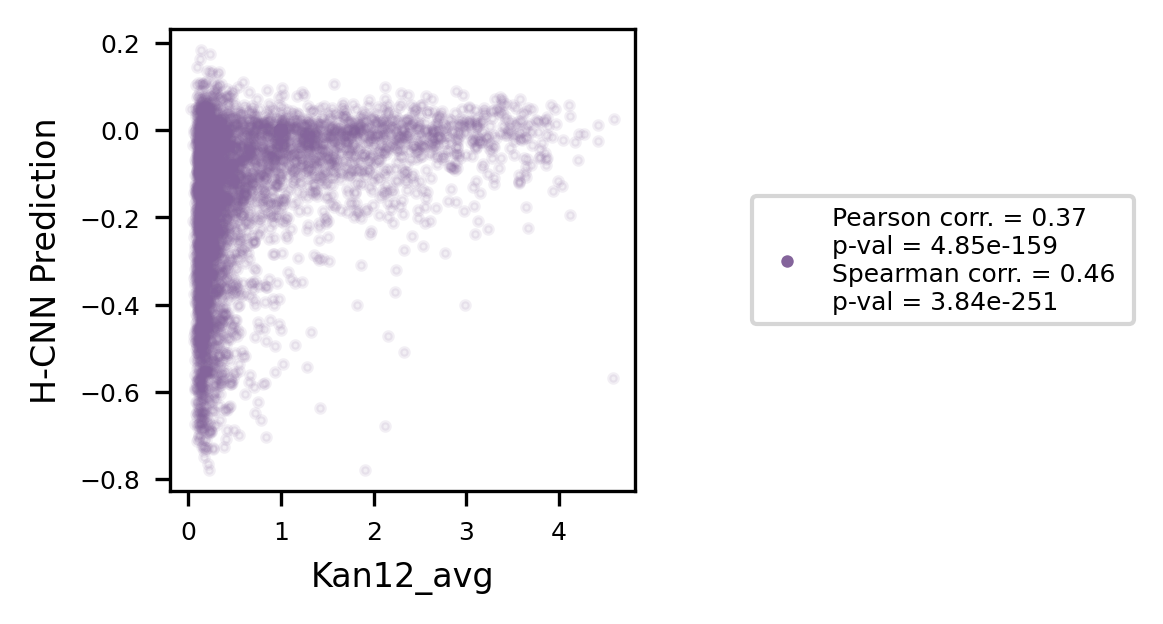 0.2
0.0
−0.2
−0.4
−0.6
−0.8
H-CNN Prediction
0 1 2 3 4
Kan12_avg
Pearson corr. = 0.37
p-val = 4.85e-159
Spearman corr. = 0.46
p-val = 3.84e-251